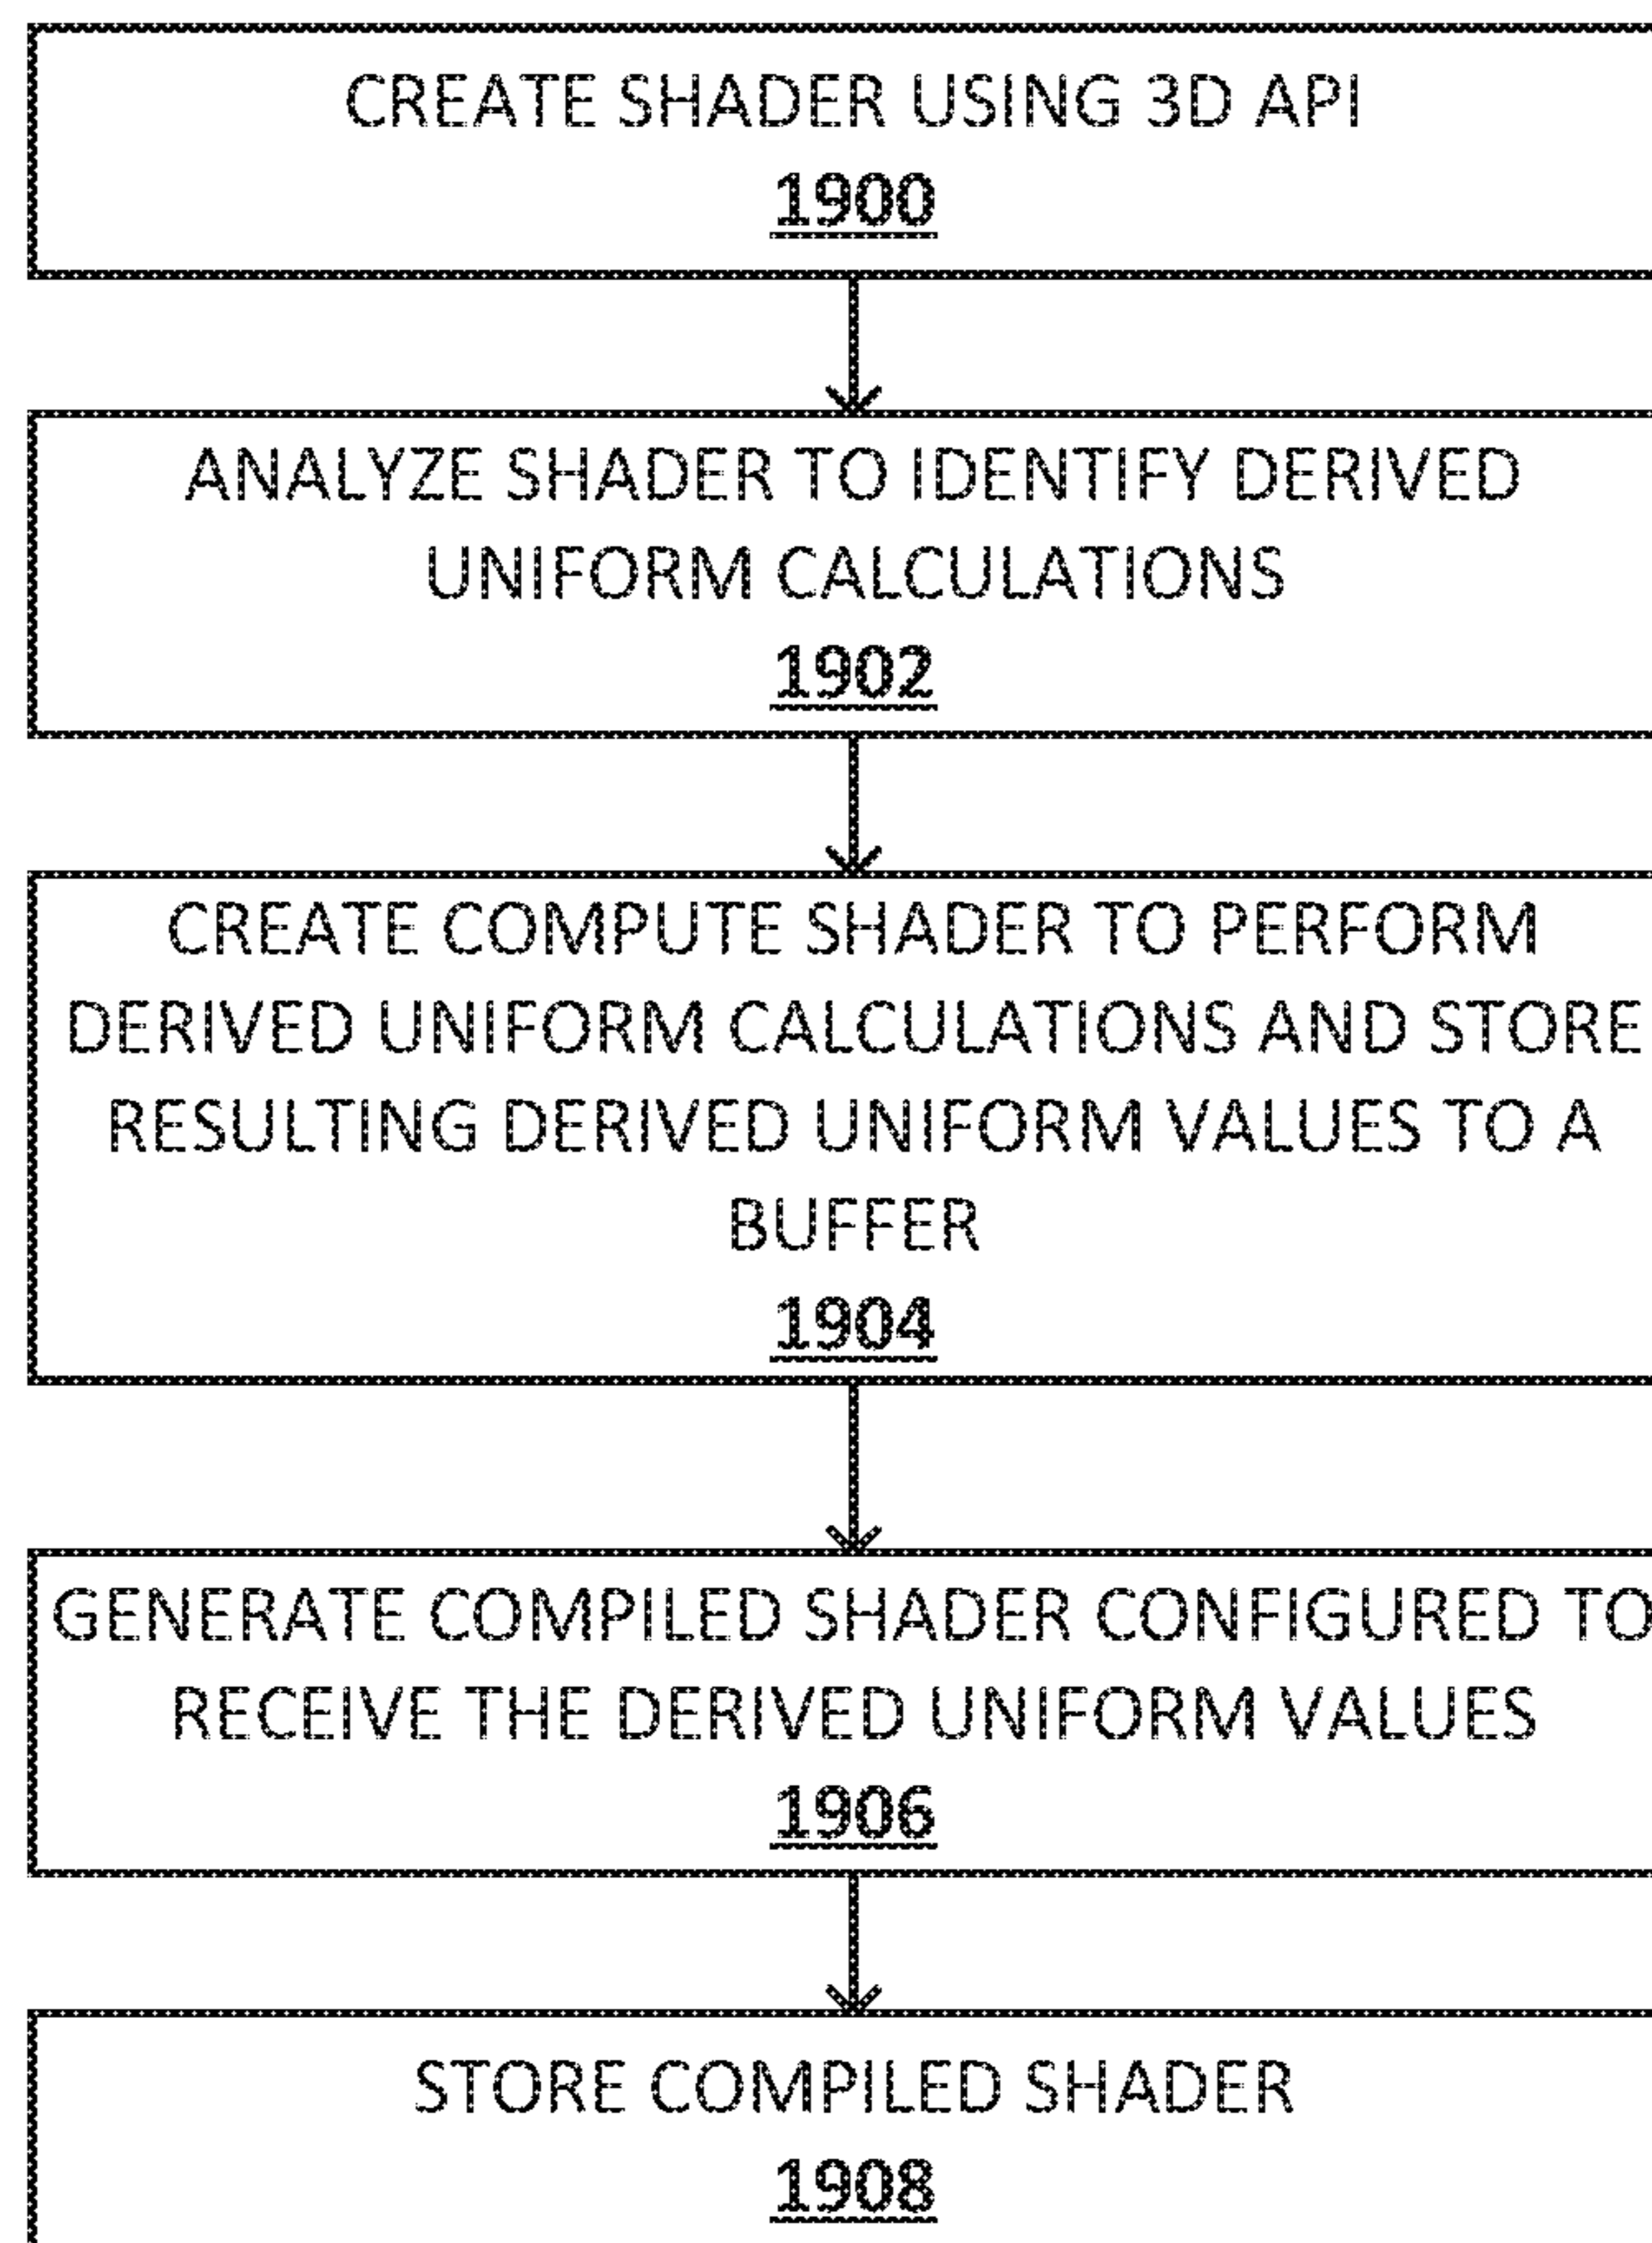 CREATE SHADER USING 3D API
1900
ANALYZE SHADER TO IDENTIFY DERIVED
UNIFORM CALCULATIONS
1902
CREATE COMPUTE SHADER TO PERFORM
DERIVED UNIFORM CALCULATIONS AND STORE
RESULTING DERIVED UNIFORM VALUES TO A
BUFFER
1904
GENERATE COMPILED SHADER CONFIGURED TO
RECEIVE THE DERIVED UNIFORM VALUES
1906
STORE COMPILED SHADER
1908